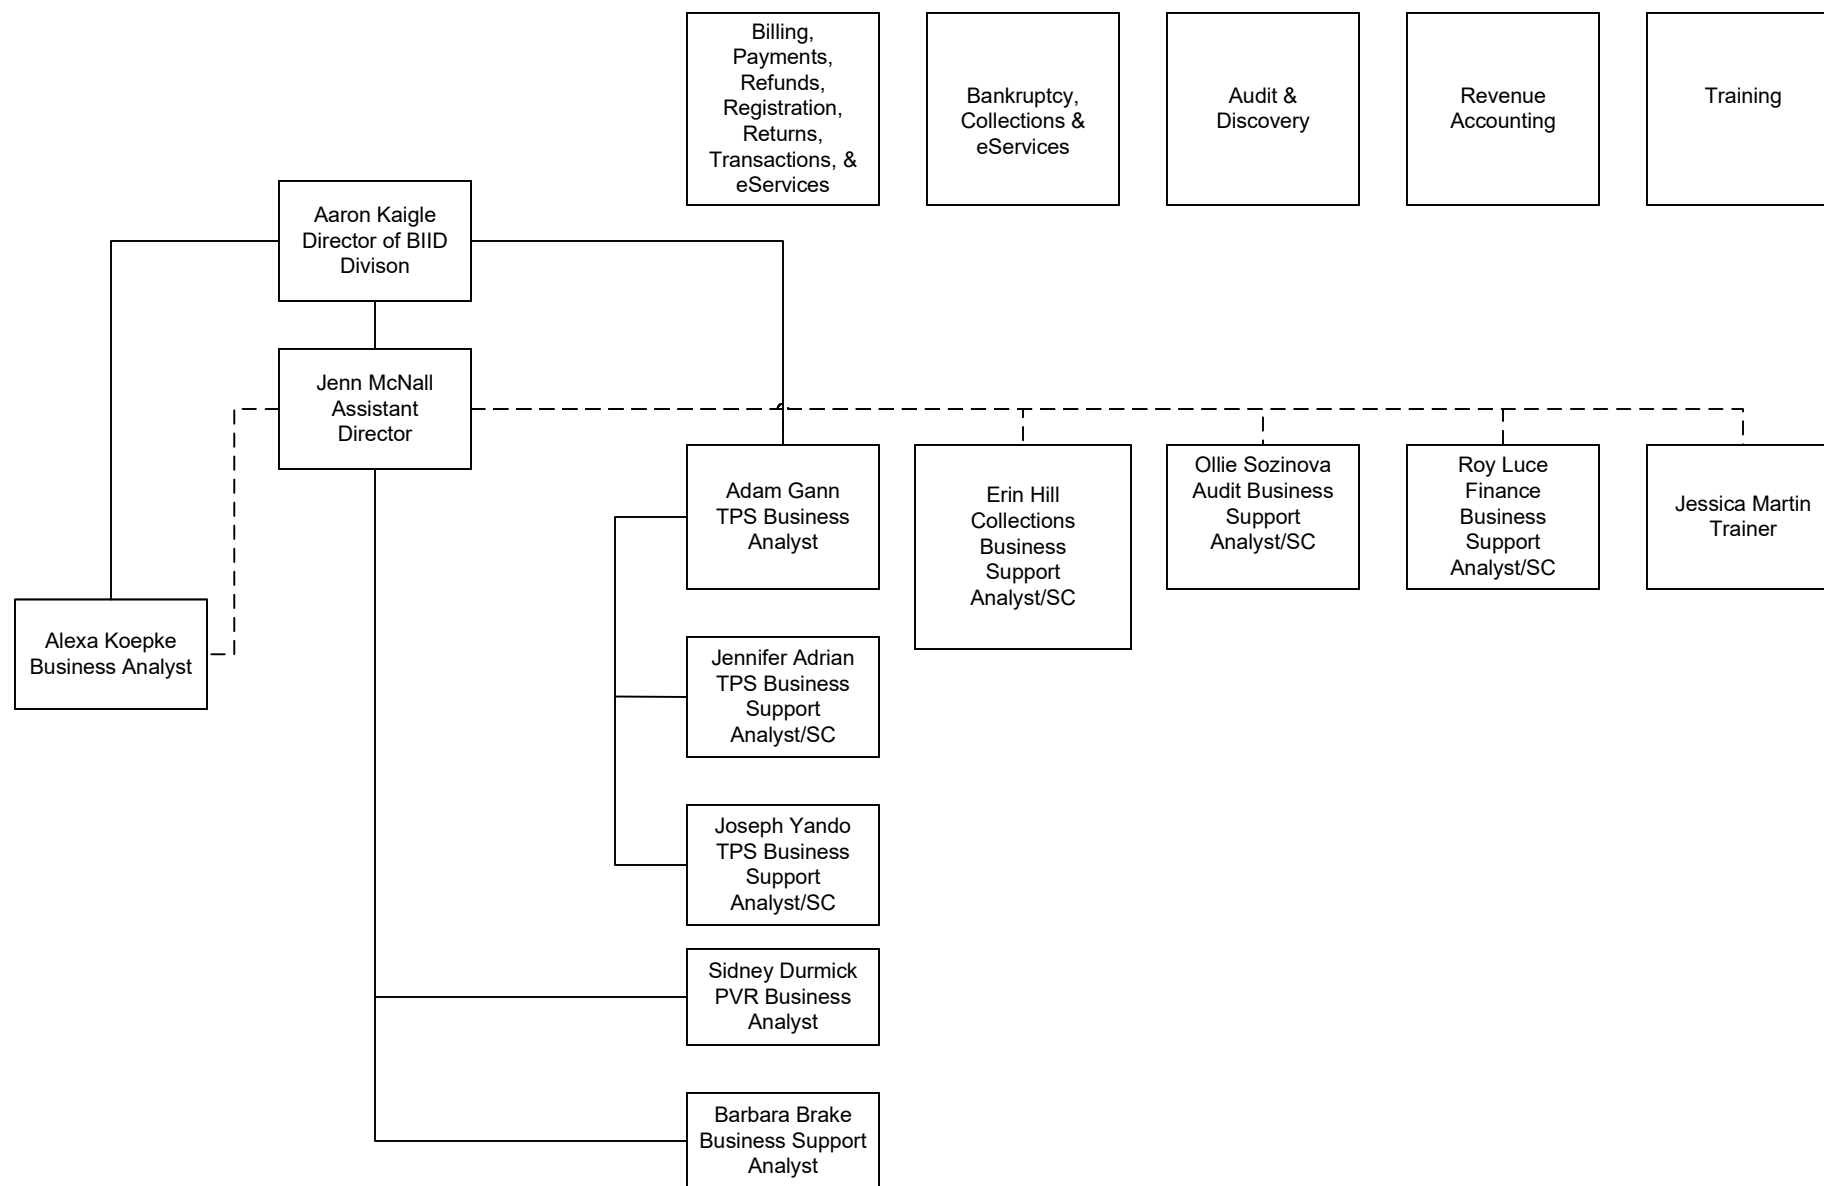 Billing,
Payments,
Refunds,
Registration,
Returns,
Transactions, &
eServices
Bankruptcy,
Collections &
eServices
Audit &
Discovery
Revenue
Accounting
Training
Aaron Kaigle
Director of BIID
Divison
Jenn McNall
Assistant
Director
Adam Gann
TPS Business
Analyst
Erin Hill
Collections
Business
Support
Analyst/SC
Ollie Sozinova
Audit Business
Support
Analyst/SC
Roy Luce
Finance
Business
Support
Analyst/SC
Jessica Martin
Trainer
Alexa Koepke
Business Analyst
Jennifer Adrian
TPS Business
Support
Analyst/SC
Joseph Yando
TPS Business
Support
Analyst/SC
Sidney Durmick
PVR Business
Analyst
Barbara Brake
Business Support
Analyst